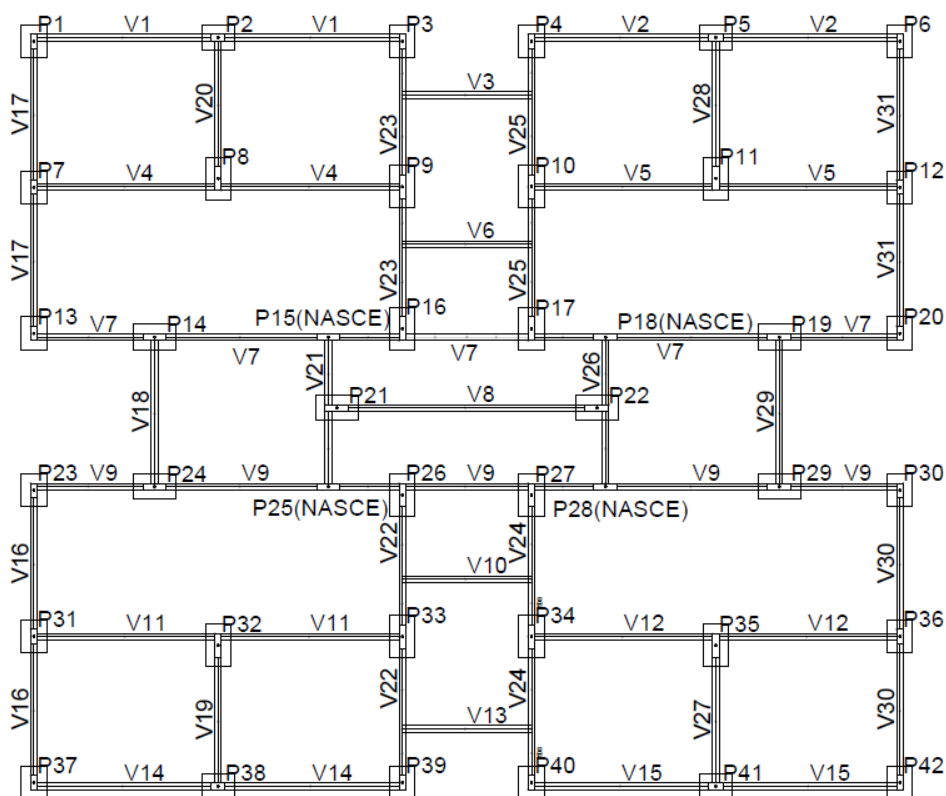 P1 V1 P2 V1 P3 P4 V2 P5 V2 P6
V3
V17 V20 V23 V25 V28 V31
P7 V4 P8 V4 P9 P10 V5 P11 V5 P12
V6
V17 V23 V25 V31
P13 V7 P14 P15(NASCE) P16 P17 P18(NASCE) P19 V7 P20
V7 V7 V7
V18 V21 P21 V8 V26 P22 V29
P23 V9 P24 V9 P26 V9 P27 V9 P29 V9 P30
P25(NASCE) P28(NASCE)
V16 V22 V24 V30
V10
P31 V11 P32 V11 P33 P34 V12 P35 V12 P36
V16 V19 V22 V24 V27 V30
V13
P37 V14 P38 V14 P39 P40 V15 P41 V15 P42